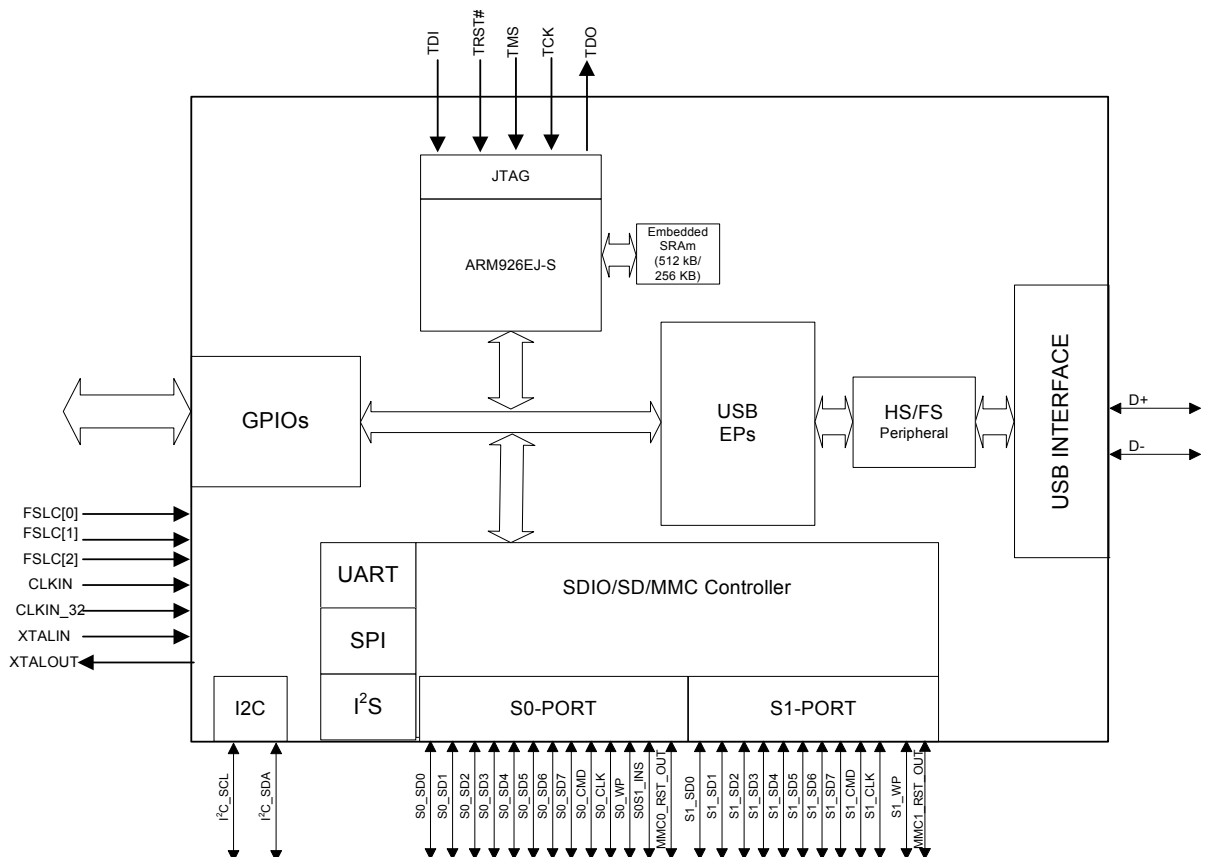 TDI
TRST#
TMS
TCK
TDO
JTAG
ARM926EJ-S
Embedded
SRAm
(512 kB/
256 KB)
GPIOs
USB
EPs
HS/FS
Peripheral
USB INTERFACE
D+
D-
FSLC[0]
FSLC[1]
FSLC[2]
CLKIN
CLKIN_32
XTALIN
XTALOUT
UART
SDIO/SD/MMC Controller
SPI
I2C
I²S
S0-PORT
S1-PORT
I²C_SCL
I²C_SDA
S0_SD0
S0_SD1
S0_SD2
S0_SD3
S0_SD4
S0_SD5
S0_SD6
S0_SD7
S0_CMD
S0_CLK
S0_WP
S0S1_INS
MMC0_RST_OUT
S1_SD0
S1_SD1
S1_SD2
S1_SD3
S1_SD4
S1_SD5
S1_SD6
S1_SD7
S1_CMD
S1_CLK
S1_WP
MMC1_RST_OUT